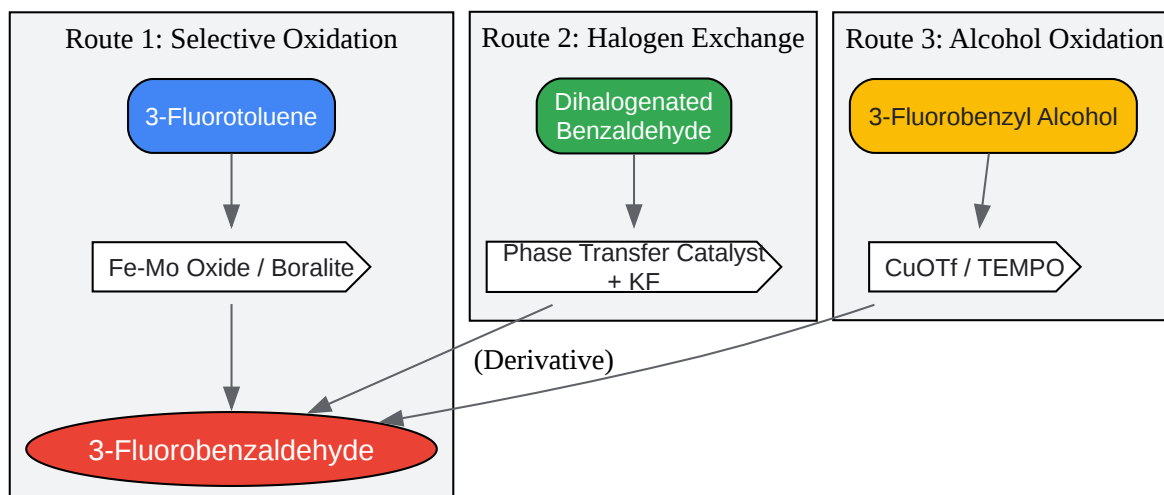 Route 1: Selective Oxidation
Route 2: Halogen Exchange
Route 3: Alcohol Oxidation
3-Fluorotoluene
Dihalogenated
Benzaldehyde
3-Fluorobenzyl Alcohol
Fe-Mo Oxide / Boralite
Phase Transfer Catalyst
+ KF
CuOTf / TEMPO
(Derivative)
3-Fluorobenzaldehyde